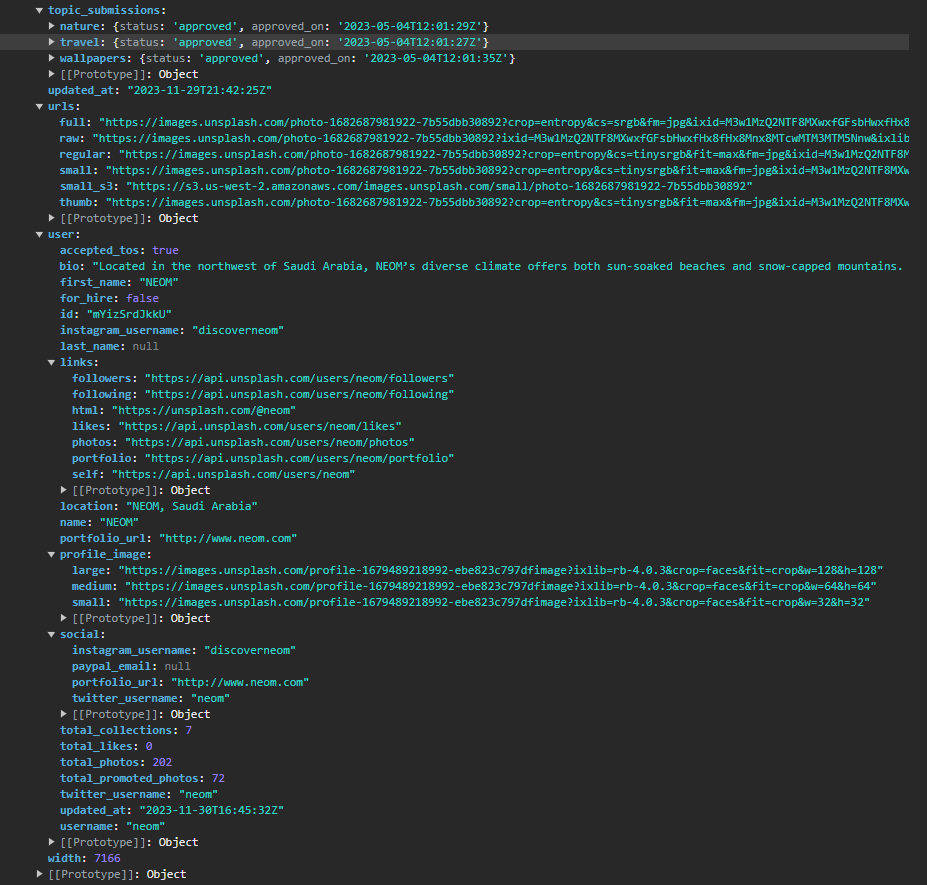 ▼ topic_submissions:
▶ nature: {status: 'approved', approved_on: '2023-05-04T12:01:29Z'}
▶ travel: {status: 'approved', approved_on: '2023-05-04T12:01:27Z'}
▶ wallpapers: {status: 'approved', approved_on: '2023-05-04T12:01:35Z'}
▶ [[Prototype]]: Object
updated_at: "2023-11-29T21:42:25Z"
▼ urls:
full: "https://images.unsplash.com/photo-1682687981922-7b55dbb30892?crop=entropy&cs=srgb&fm=jpg&ixid=M3w1MzQ2NTF8MXwxfGFsbHwxfHx8
raw: "https://images.unsplash.com/photo-1682687981922-7b55dbb30892?ixid=M3w1MzQ2NTF8MXwxfGFsbHwxfHx8fHx8Mnx8MTcwMTM3MTM5Nnw&ixlib
regular: "https://images.unsplash.com/photo-1682687981922-7b55dbb30892?crop=entropy&cs=tinysrgb&fit=max&fm=jpg&ixid=M3w1MzQ2NTF8M
small: "https://images.unsplash.com/photo-1682687981922-7b55dbb30892?crop=entropy&cs=tinysrgb&fit=max&fm=jpg&ixid=M3w1MzQ2NTF8MXw
small_s3: "https://s3.us-west-2.amazonaws.com/images.unsplash.com/small/photo-1682687981922-7b55dbb30892"
thumb: "https://images.unsplash.com/photo-1682687981922-7b55dbb30892?crop=entropy&cs=tinysrgb&fit=max&fm=jpg&ixid=M3w1MzQ2NTF8MXw
▶ [[Prototype]]: Object
▼ user:
accepted_tos: true
bio: "Located in the northwest of Saudi Arabia, NEOM's diverse climate offers both sun-soaked beaches and snow-capped mountains.
first_name: "NEOM"
for_hire: false
id: "mYizSrdJkkU"
instagram_username: "discoverneom"
last_name: null
▼ links:
followers: "https://api.unsplash.com/users/neom/followers"
following: "https://api.unsplash.com/users/neom/following"
html: "https://unsplash.com/@neom"
likes: "https://api.unsplash.com/users/neom/likes"
photos: "https://api.unsplash.com/users/neom/photos"
portfolio: "https://api.unsplash.com/users/neom/portfolio"
self: "https://api.unsplash.com/users/neom"
▶ [[Prototype]]: Object
location: "NEOM, Saudi Arabia"
name: "NEOM"
portfolio_url: "http://www.neom.com"
▼ profile_image:
large: "https://images.unsplash.com/profile-1679489218992-ebe823c797dfimage?ixlib=rb-4.0.3&crop=faces&fit=crop&w=128&h=128"
medium: "https://images.unsplash.com/profile-1679489218992-ebe823c797dfimage?ixlib=rb-4.0.3&crop=faces&fit=crop&w=64&h=64"
small: "https://images.unsplash.com/profile-1679489218992-ebe823c797dfimage?ixlib=rb-4.0.3&crop=faces&fit=crop&w=32&h=32"
▶ [[Prototype]]: Object
▼ social:
instagram_username: "discoverneom"
paypal_email: null
portfolio_url: "http://www.neom.com"
twitter_username: "neom"
▶ [[Prototype]]: Object
total_collections: 7
total_likes: 0
total_photos: 202
total_promoted_photos: 72
twitter_username: "neom"
updated_at: "2023-11-30T16:45:32Z"
username: "neom"
▶ [[Prototype]]: Object
width: 7166
▶ [[Prototype]]: Object